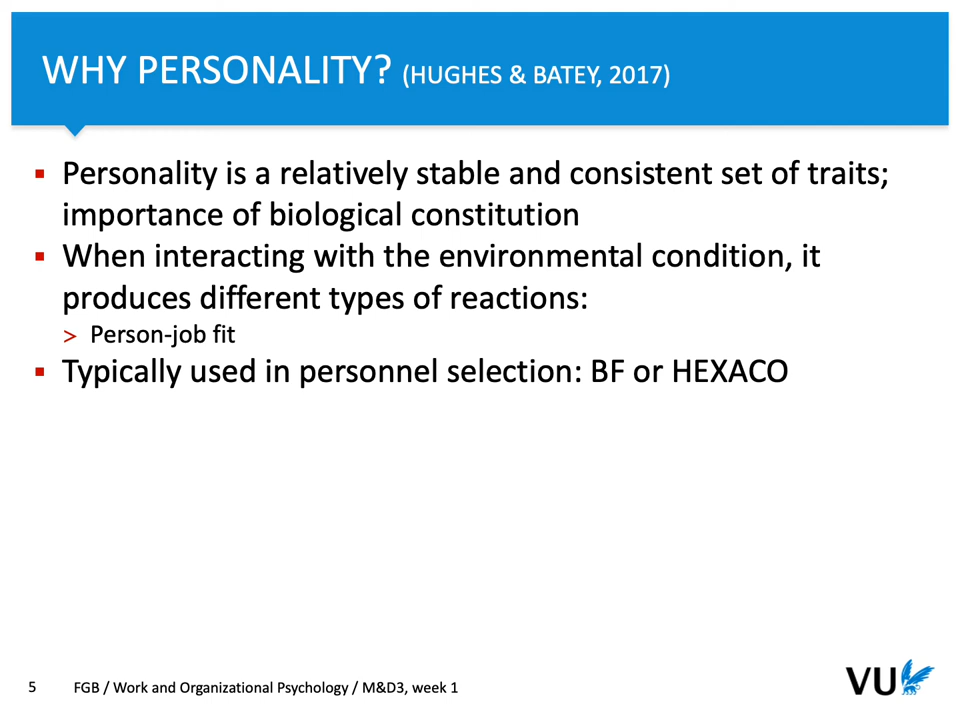 WHY PERSONALITY? (HUGHES & BATEY, 2017)
▪ Personality is a relatively stable and consistent set of traits;
importance of biological constitution
▪ When interacting with the environmental condition, it
produces different types of reactions:
> Person-job fit
▪ Typically used in personnel selection: BF or HEXACO
5 FGB / Work and Organizational Psychology / M&D3, week 1
VU